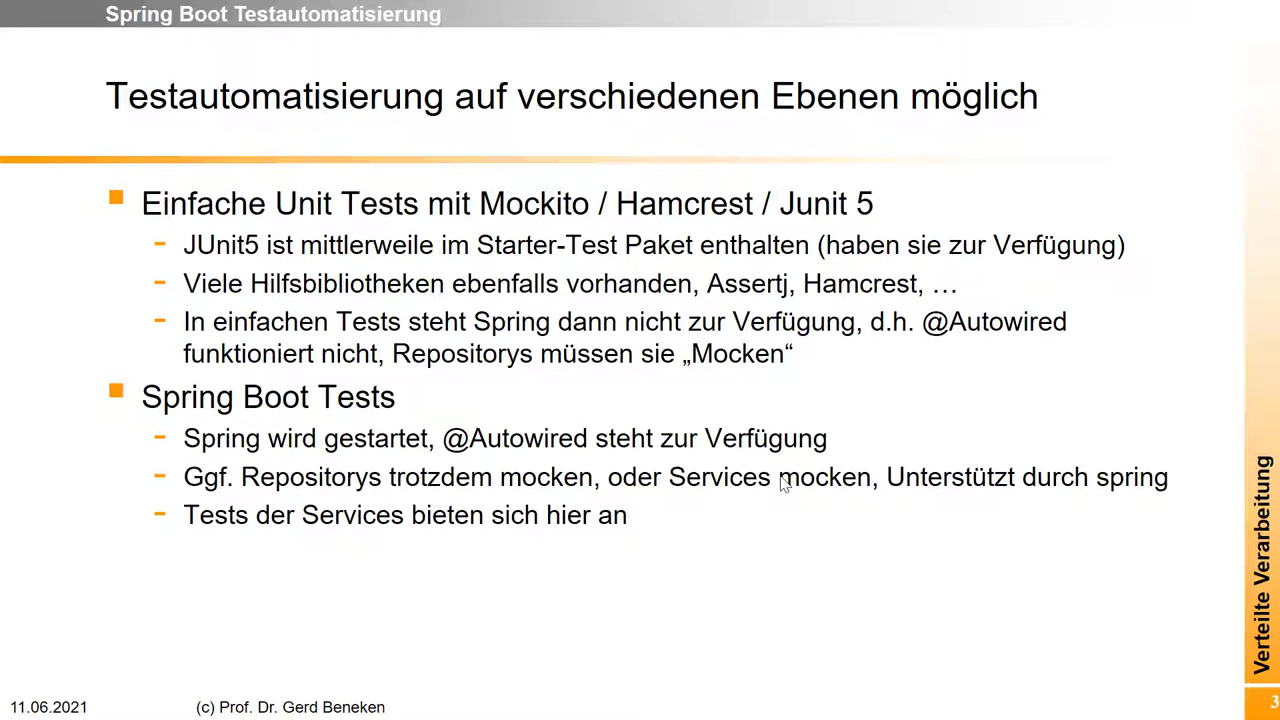 Spring Boot Testautomatisierung
Testautomatisierung auf verschiedenen Ebenen möglich
Einfache Unit Tests mit Mockito / Hamcrest / Junit 5
- JUnit5 ist mittlerweile im Starter-Test Paket enthalten (haben sie zur Verfügung)
- Viele Hilfsbibliotheken ebenfalls vorhanden, Assertj, Hamcrest, …
- In einfachen Tests steht Spring dann nicht zur Verfügung, d.h. @Autowired
funktioniert nicht, Repositorys müssen sie „Mocken“
Spring Boot Tests
- Spring wird gestartet, @Autowired steht zur Verfügung
- Ggf. Repositorys trotzdem mocken, oder Services mocken, Unterstützt durch spring
- Tests der Services bieten sich hier an
Verteilte Verarbeitung
11.06.2021
(c) Prof. Dr. Gerd Beneken
3